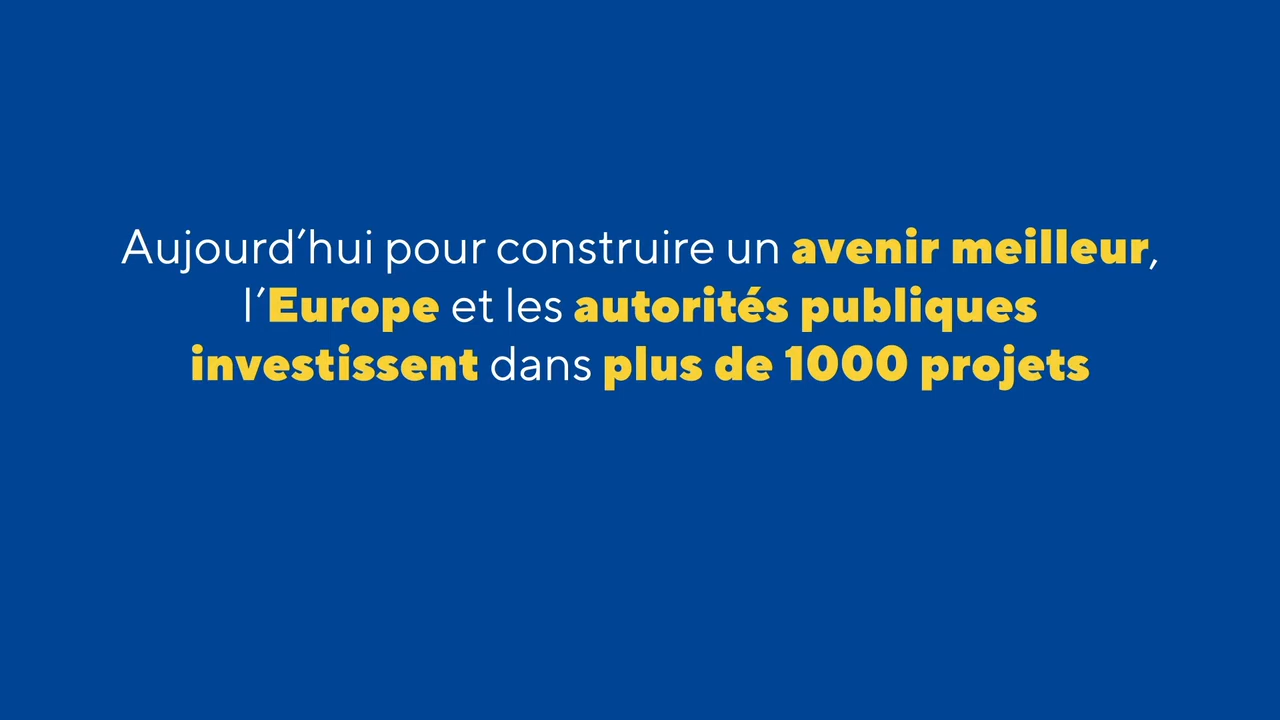 Aujourd’hui pour construire un avenir meilleur,
l’Europe et les autorités publiques
investissent dans plus de 1000 projets